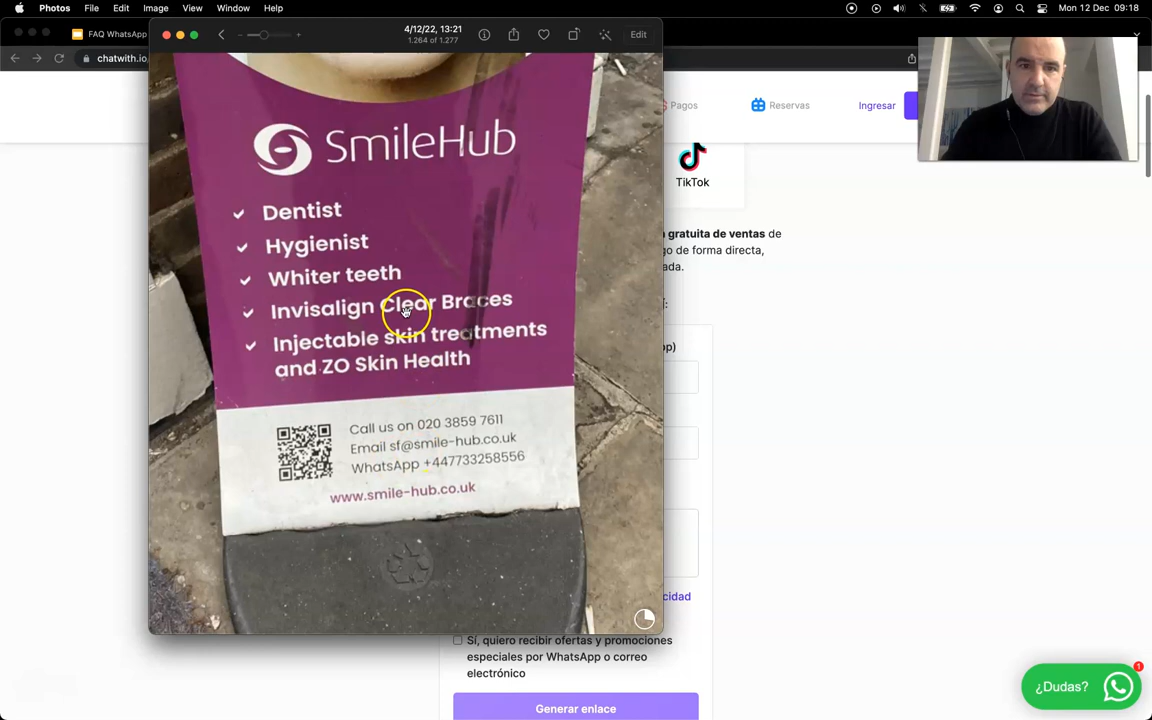 Photos File Edit Image View Window Help Mon 12 Dec 09:18
FAQ WhatsApp
4/12/22, 13:21
1.264 of 1.277
Edit
chatwith.io
Pagos
Reservas
Ingresar
TikTok
gratuita de ventas de
go de forma directa,
ada.
SmileHub
Dentist
Hygienist
Whiter teeth
Invisalign Clear Braces
Injectable skin treatments
and ZO Skin Health
Call us on 020 3859 7611
Email sf@smile-hub.co.uk
WhatsApp +447733258556
www.smile-hub.co.uk
cidad
Sí, quiero recibir ofertas y promociones
especiales por WhatsApp o correo
electrónico
Generar enlace
¿Dudas?
1